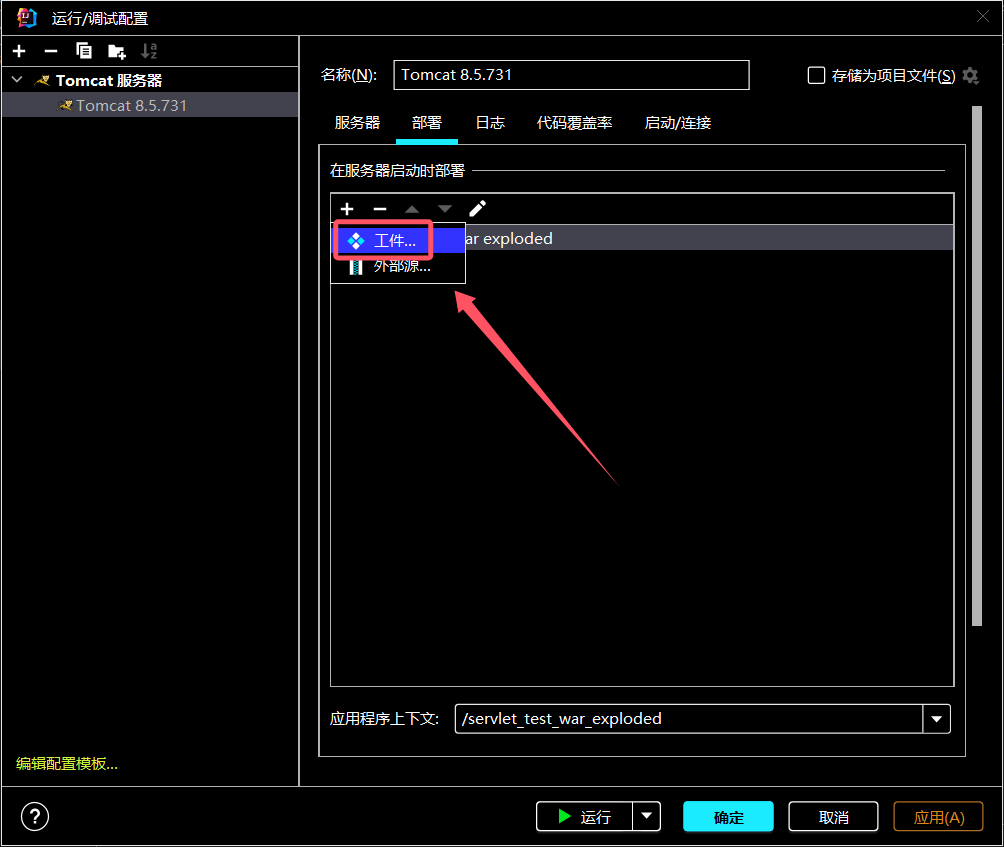 运行/调试配置
Tomcat 服务器
Tomcat 8.5.731
编辑配置模板...
名称(N):
Tomcat 8.5.731
存储为项目文件(S)
服务器
部署
日志
代码覆盖率
启动/连接
在服务器启动时部署
工件...
ar exploded
外部源...
应用程序上下文:
/servlet_test_war_exploded
?
运行
确定
取消
应用(A)